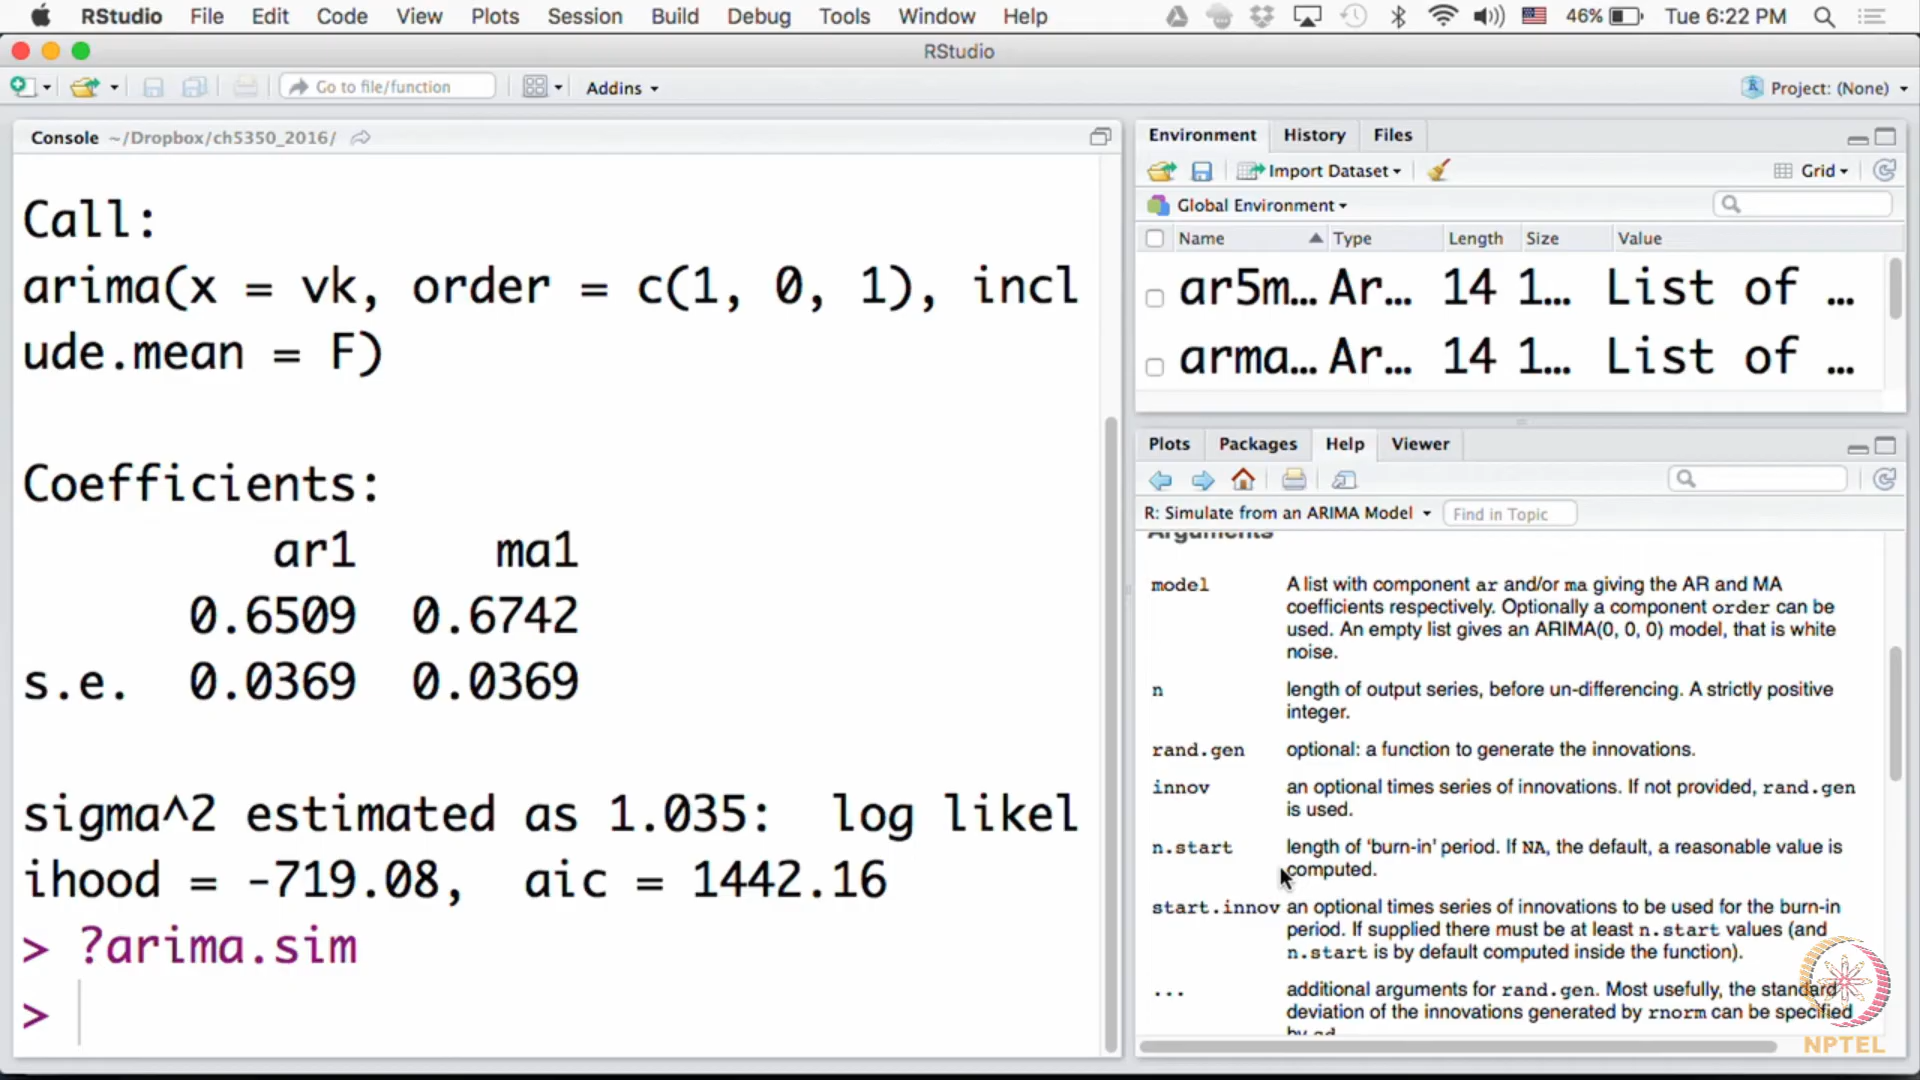 RStudio File Edit Code View Plots Session Build Debug Tools Window Help 46% Tue 6:22 PM
RStudio
Go to file/function Addins Project: (None)
Console ~/Dropbox/ch5350_2016/
Call:
arima(x = vk, order = c(1, 0, 1), incl
ude.mean = F)
Coefficients:
ar1 ma1
0.6509 0.6742
s.e. 0.0369 0.0369
sigma^2 estimated as 1.035: log likel
ihood = -719.08, aic = 1442.16
> ?arima.sim
>
Environment History Files
Import Dataset Grid
Global Environment
Name Type Length Size Value
ar5m... Ar... 14 1... List of ...
arma... Ar... 14 1... List of ...
Plots Packages Help Viewer
R: Simulate from an ARIMA Model Find in Topic
Arguments
model A list with component ar and/or ma giving the AR and MA
coefficients respectively. Optionally a component order can be
used. An empty list gives an ARIMA(0, 0, 0) model, that is white
noise.
n length of output series, before un-differencing. A strictly positive
integer.
rand.gen optional: a function to generate the innovations.
innov an optional times series of innovations. If not provided, rand.gen
is used.
n.start length of ‘burn-in’ period. If NA, the default, a reasonable value is
computed.
start.innov an optional times series of innovations to be used for the burn-in
period. If supplied there must be at least n.start values (and
n.start is by default computed inside the function).
... additional arguments for rand.gen. Most usefully, the standard
deviation of the innovations generated by rnorm can be specified
by sd
NPTEL